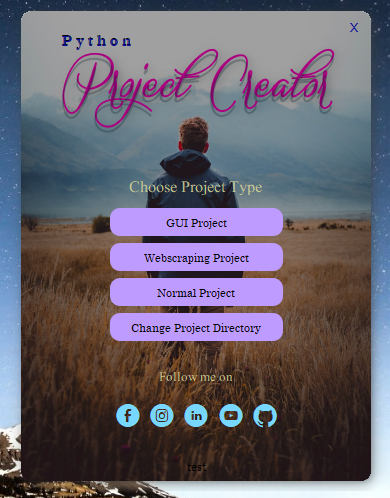 X
Python
Project Creator
Choose Project Type
GUI Project
Webscraping Project
Normal Project
Change Project Directory
Follow me on
test